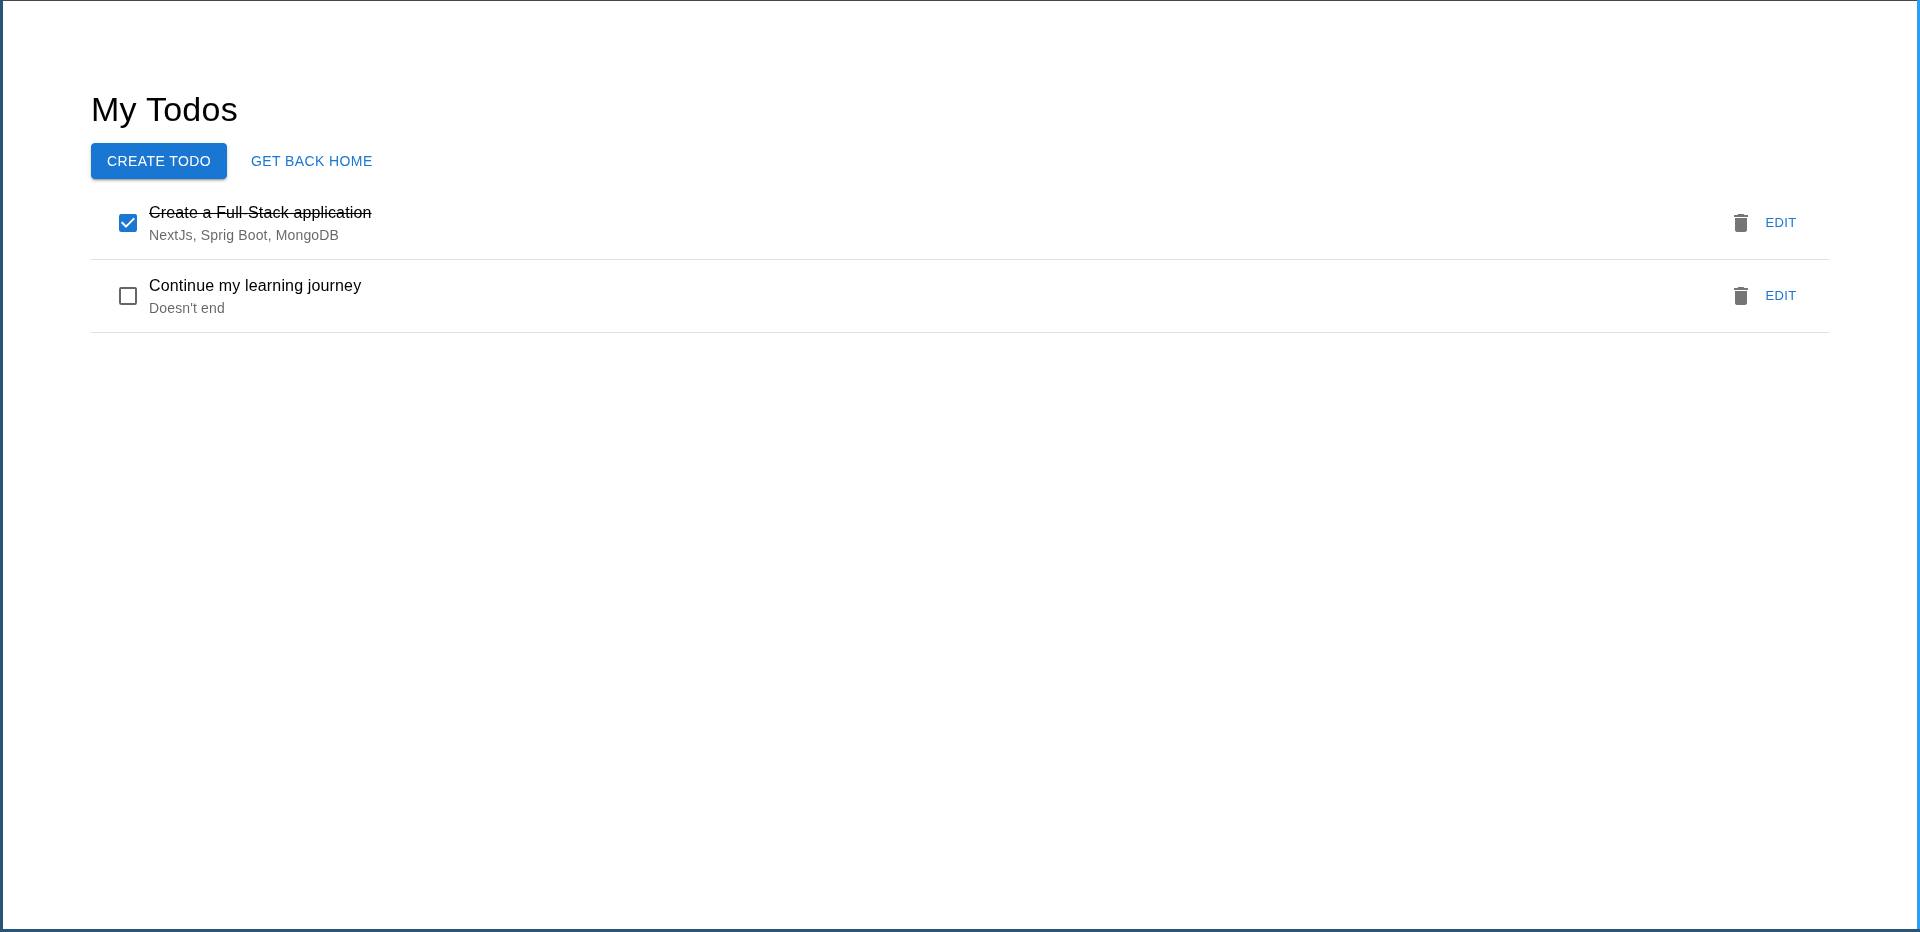 My Todos
CREATE TODO GET BACK HOME
Create a Full-Stack application
NextJs, Sprig Boot, MongoDB
EDIT
Continue my learning journey
Doesn't end
EDIT